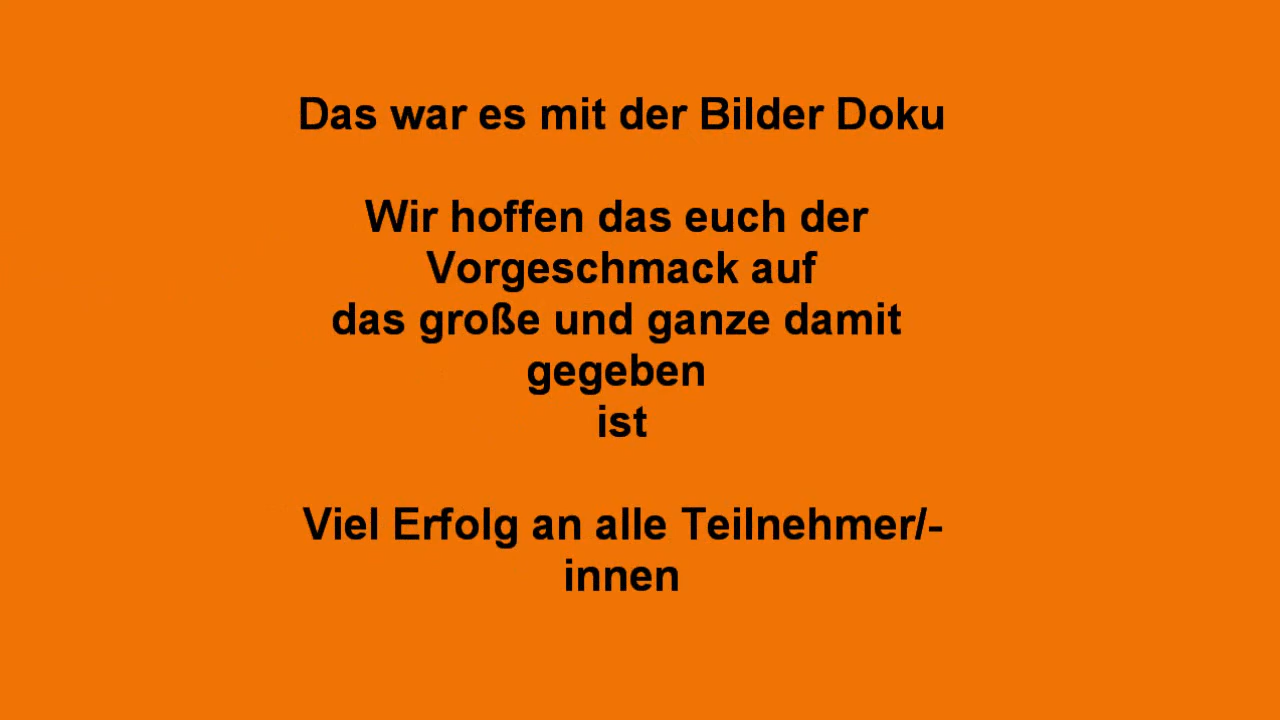 Das war es mit der Bilder Doku
Wir hoffen das euch der
Vorgeschmack auf
das große und ganze damit
gegeben
ist
Viel Erfolg an alle Teilnehmer/-
innen